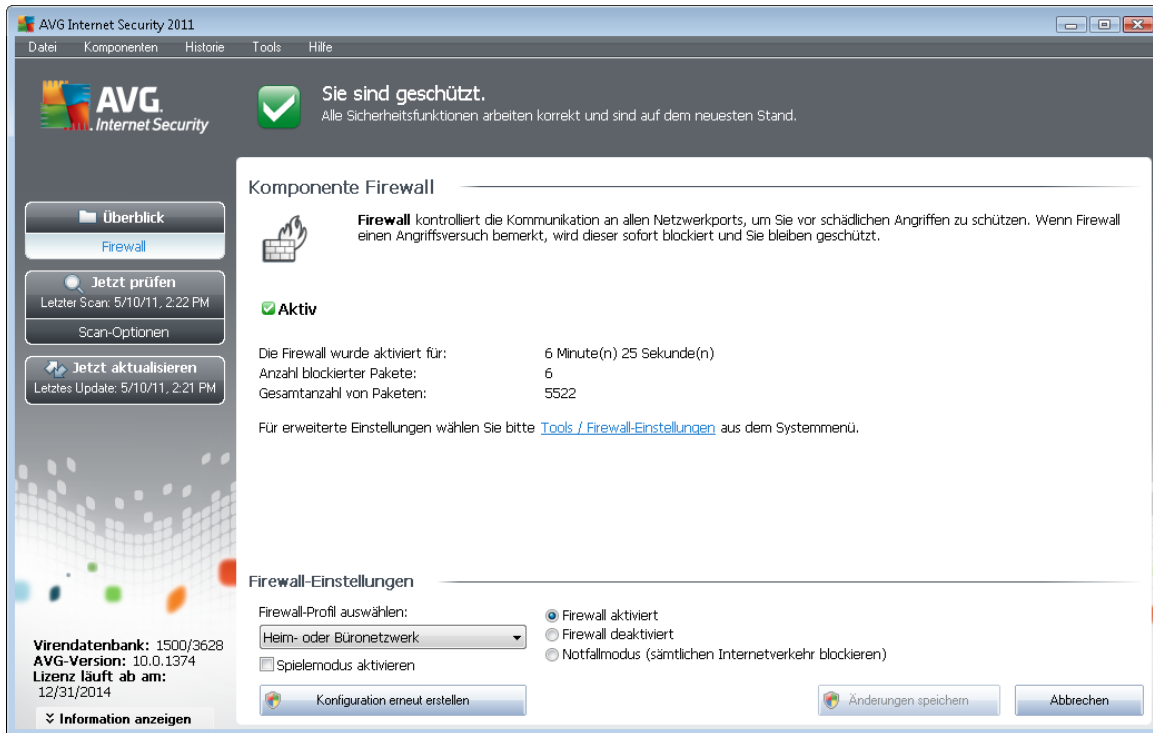 AVG Internet Security 2011
Datei Komponenten Historie Tools Hilfe
AVG.
Internet Security
Sie sind geschützt.
Alle Sicherheitsfunktionen arbeiten korrekt und sind auf dem neuesten Stand.
Überblick
Firewall
Jetzt prüfen
Letzter Scan: 5/10/11, 2:22 PM
Scan-Optionen
Jetzt aktualisieren
Letztes Update: 5/10/11, 2:21 PM
Virendatenbank: 1500/3628
AVG-Version: 10.0.1374
Lizenz läuft ab am:
12/31/2014
Information anzeigen
Komponente Firewall
Firewall kontrolliert die Kommunikation an allen Netzwerkports, um Sie vor schädlichen Angriffen zu schützen. Wenn Firewall
einen Angriffsversuch bemerkt, wird dieser sofort blockiert und Sie bleiben geschützt.
Aktiv
Die Firewall wurde aktiviert für: 6 Minute(n) 25 Sekunde(n)
Anzahl blockierter Pakete: 6
Gesamtanzahl von Paketen: 5522
Für erweiterte Einstellungen wählen Sie bitte Tools / Firewall-Einstellungen aus dem Systemmenü.
Firewall-Einstellungen
Firewall-Profil auswählen:
Heim- oder Büronetzwerk
Spielemodus aktivieren
Firewall aktiviert
Firewall deaktiviert
Notfallmodus (sämtlichen Internetverkehr blockieren)
Konfiguration erneut erstellen
Änderungen speichern
Abbrechen